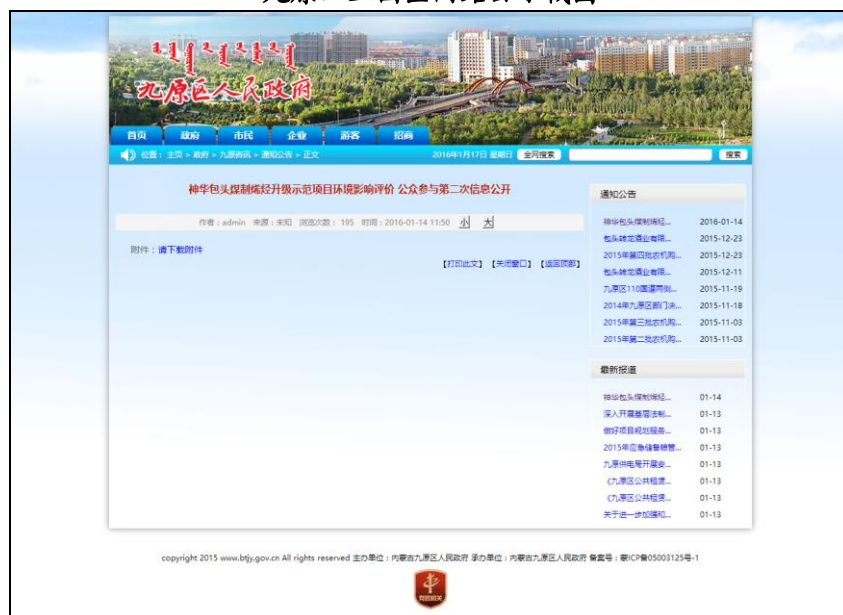 九原区人民政府
首页 政府 市民 企业 游客 招商
位置：主页 > 政府 > 九原资讯 > 通知公告 > 正文 2016年1月17日 星期日 全网搜索 搜索
神华包头煤制烯烃升级示范项目环境影响评价 公众参与第二次信息公开
作者：admin 来源：未知 浏览次数：195 时间：2016-01-14 11:50 小 大
附件：请下载附件
【打印此文】 【关闭窗口】 【返回顶部】
通知公告
神华包头煤制烯烃... 2016-01-14
包头转龙酒业有限... 2015-12-23
2015年第四批农机购... 2015-12-23
包头转龙酒业有限... 2015-12-11
九原区110国道两侧... 2015-11-19
2014年九原区部门决... 2015-11-18
2015年第三批农机购... 2015-11-03
2015年第二批农机购... 2015-11-03
最新报道
神华包头煤制烯烃... 01-14
深入开展基层法制... 01-13
做好项目规划服务... 01-13
2015年应急储备粮管... 01-13
九原供电局开展安... 01-13
《九原区公共租赁... 01-13
《九原区公共租赁... 01-13
关于进一步加强和... 01-13
copyright 2015 www.btjy.gov.cn All rights reserved 主办单位：内蒙古九原区人民政府 承办单位：内蒙古九原区人民政府 备案号：蒙ICP备05003125号-1
党政机关